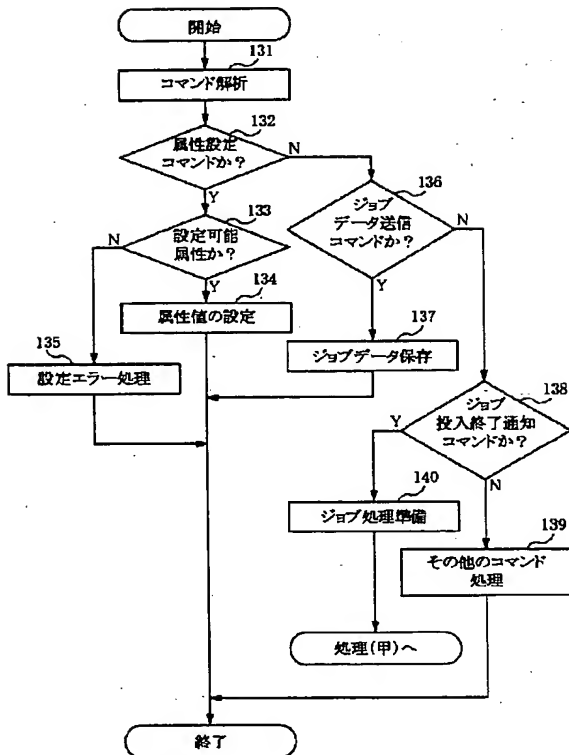 開始
131
コマンド解析
132
属性設定
コマンドか?
N
Y
133
設定可能
属性か?
N
Y
134
属性値の設定
135
設定エラー処理
136
ジョブ
データ送信
コマンドか?
N
Y
137
ジョブデータ保存
138
ジョブ
投入終了通知
コマンドか?
Y
N
140
ジョブ処理準備
139
その他のコマンド
処理
処理(甲)へ
終了